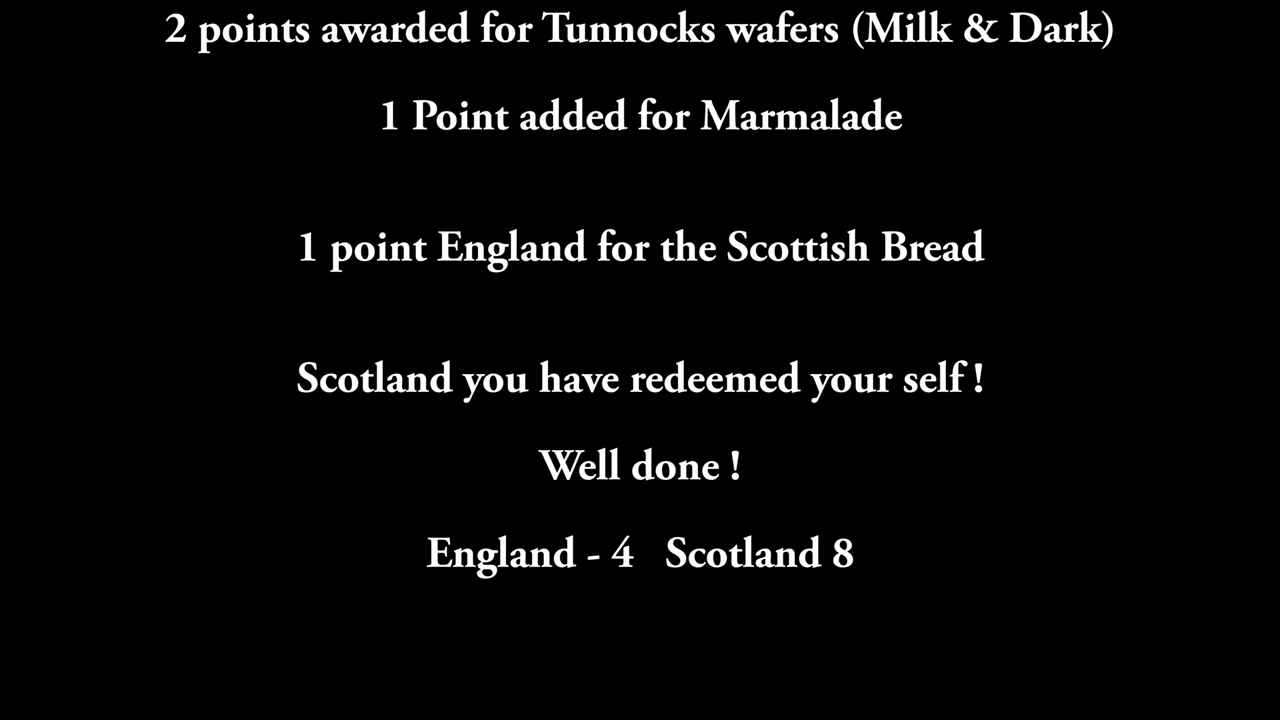 2 points awarded for Tunnocks wafers (Milk & Dark)
1 Point added for Marmalade
1 point England for the Scottish Bread
Scotland you have redeemed your self !
Well done !
England - 4 Scotland 8